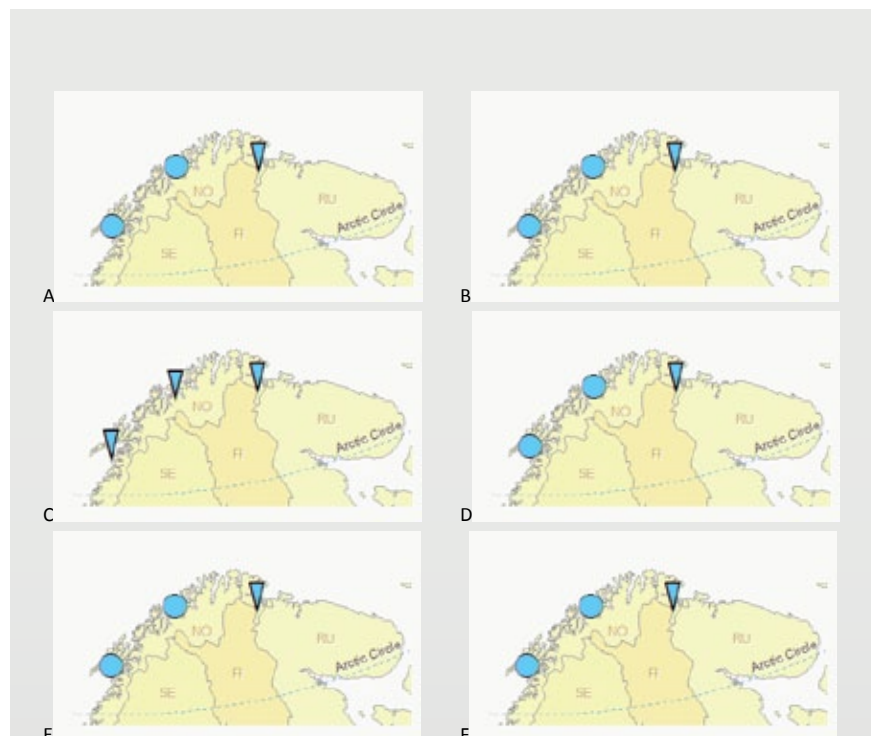 NO
RU
Arctic Circle
SE
FI
A
NO
RU
Arctic Circle
SE
FI
B
NO
RU
Arctic Circle
SE
FI
C
NO
RU
Arctic Circle
SE
FI
D
NO
RU
Arctic Circle
SE
FI
NO
RU
Arctic Circle
SE
FI